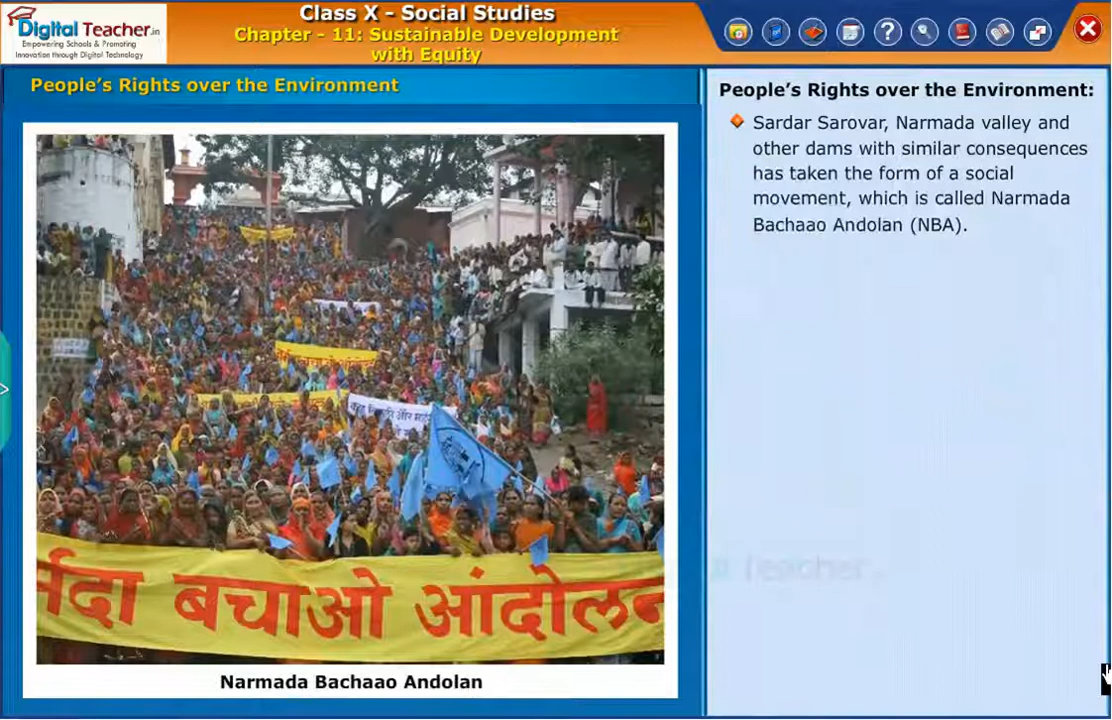 Digital Teacher.in
Empowering Schools & Promoting
Innovation through Digital Technology
Class X - Social Studies
Chapter - 11: Sustainable Development
with Equity
People's Rights over the Environment
र्मदा बचाओ आंदोलन
Narmada Bachaao Andolan
People's Rights over the Environment:
Sardar Sarovar, Narmada valley and
other dams with similar consequences
has taken the form of a social
movement, which is called Narmada
Bachaao Andolan (NBA).